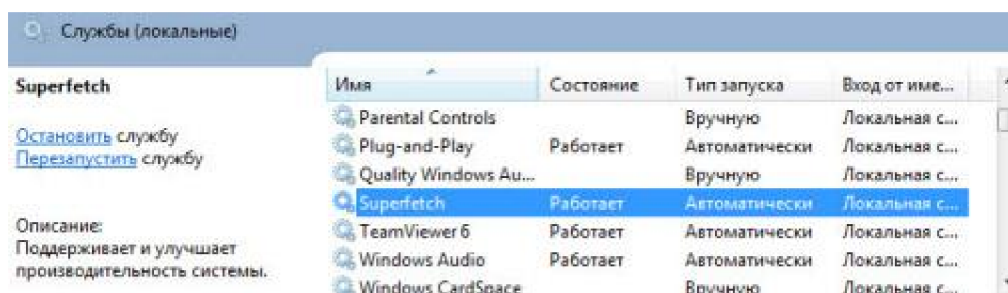 Службы (локальные)
Superfetch
Остановить службу
Перезапустить службу
Описание:
Поддерживает и улучшает
производительность системы.
Имя Состояние Тип запуска Вход от име...
Parental Controls Вручную Локальная с...
Plug-and-Play Работает Автоматически Локальная с...
Quality Windows Au... Вручную Локальная с...
Superfetch Работает Автоматически Локальная с...
TeamViewer 6 Работает Автоматически Локальная с...
Windows Audio Работает Автоматически Локальная с...
Windows CardSpace Вручную Локальная с...